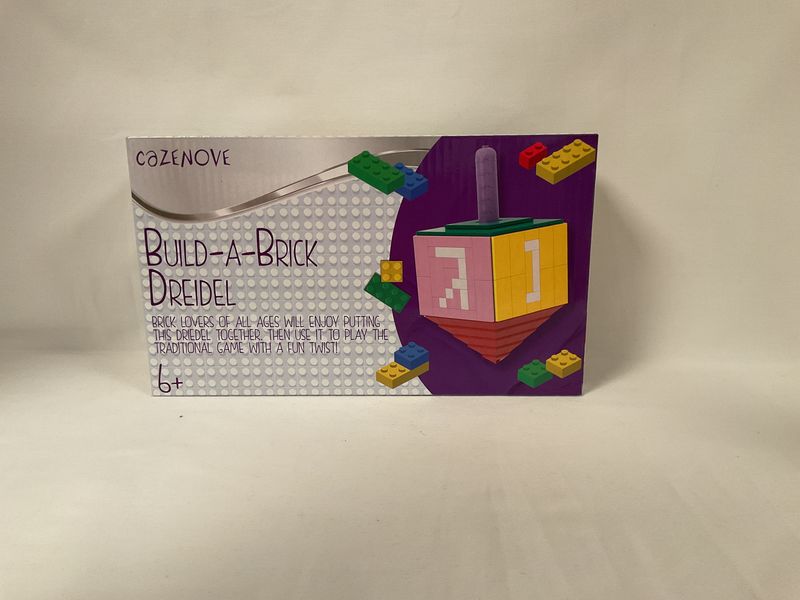 CAZENOVE
BUILD-A-BRICK
DREIDEL
BRICK LOVERS OF ALL AGES WILL ENJOY PUTTING
THIS DRIEDEL TOGETHER, THEN USE IT TO PLAY THE
TRADITIONAL GAME WITH A FUN TWIST!
6+
ג נ